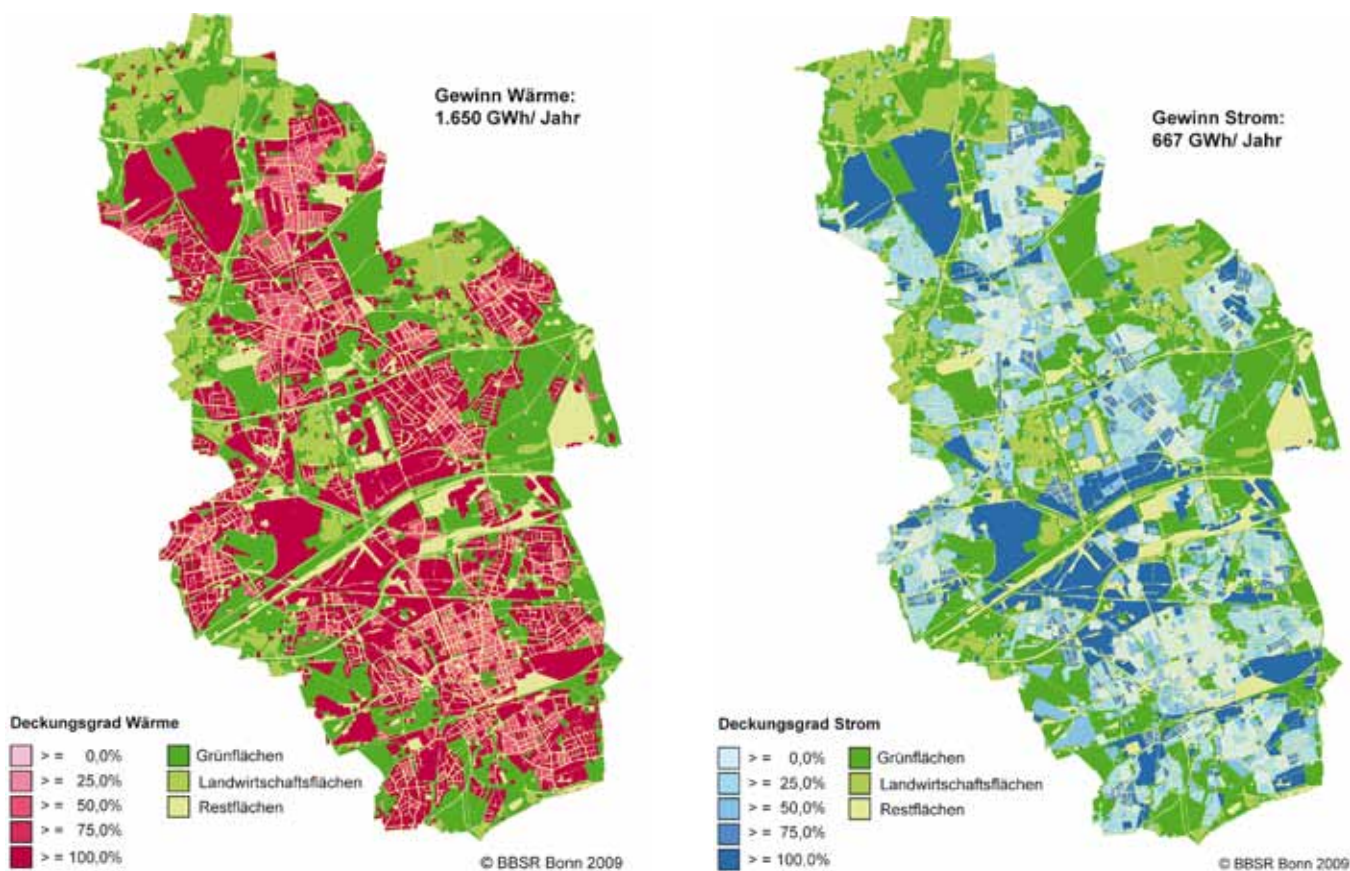 Gewinn Wärme:
1.650 GWh/ Jahr
Deckungsgrad Wärme
> = 0,0%
> = 25,0%
> = 50,0%
> = 75,0%
> = 100,0%
Grünflächen
Landwirtschaftsflächen
Restflächen
© BBSR Bonn 2009
Gewinn Strom:
667 GWh/ Jahr
Deckungsgrad Strom
> = 0,0%
> = 25,0%
> = 50,0%
> = 75,0%
> = 100,0%
Grünflächen
Landwirtschaftsflächen
Restflächen
© BBSR Bonn 2009